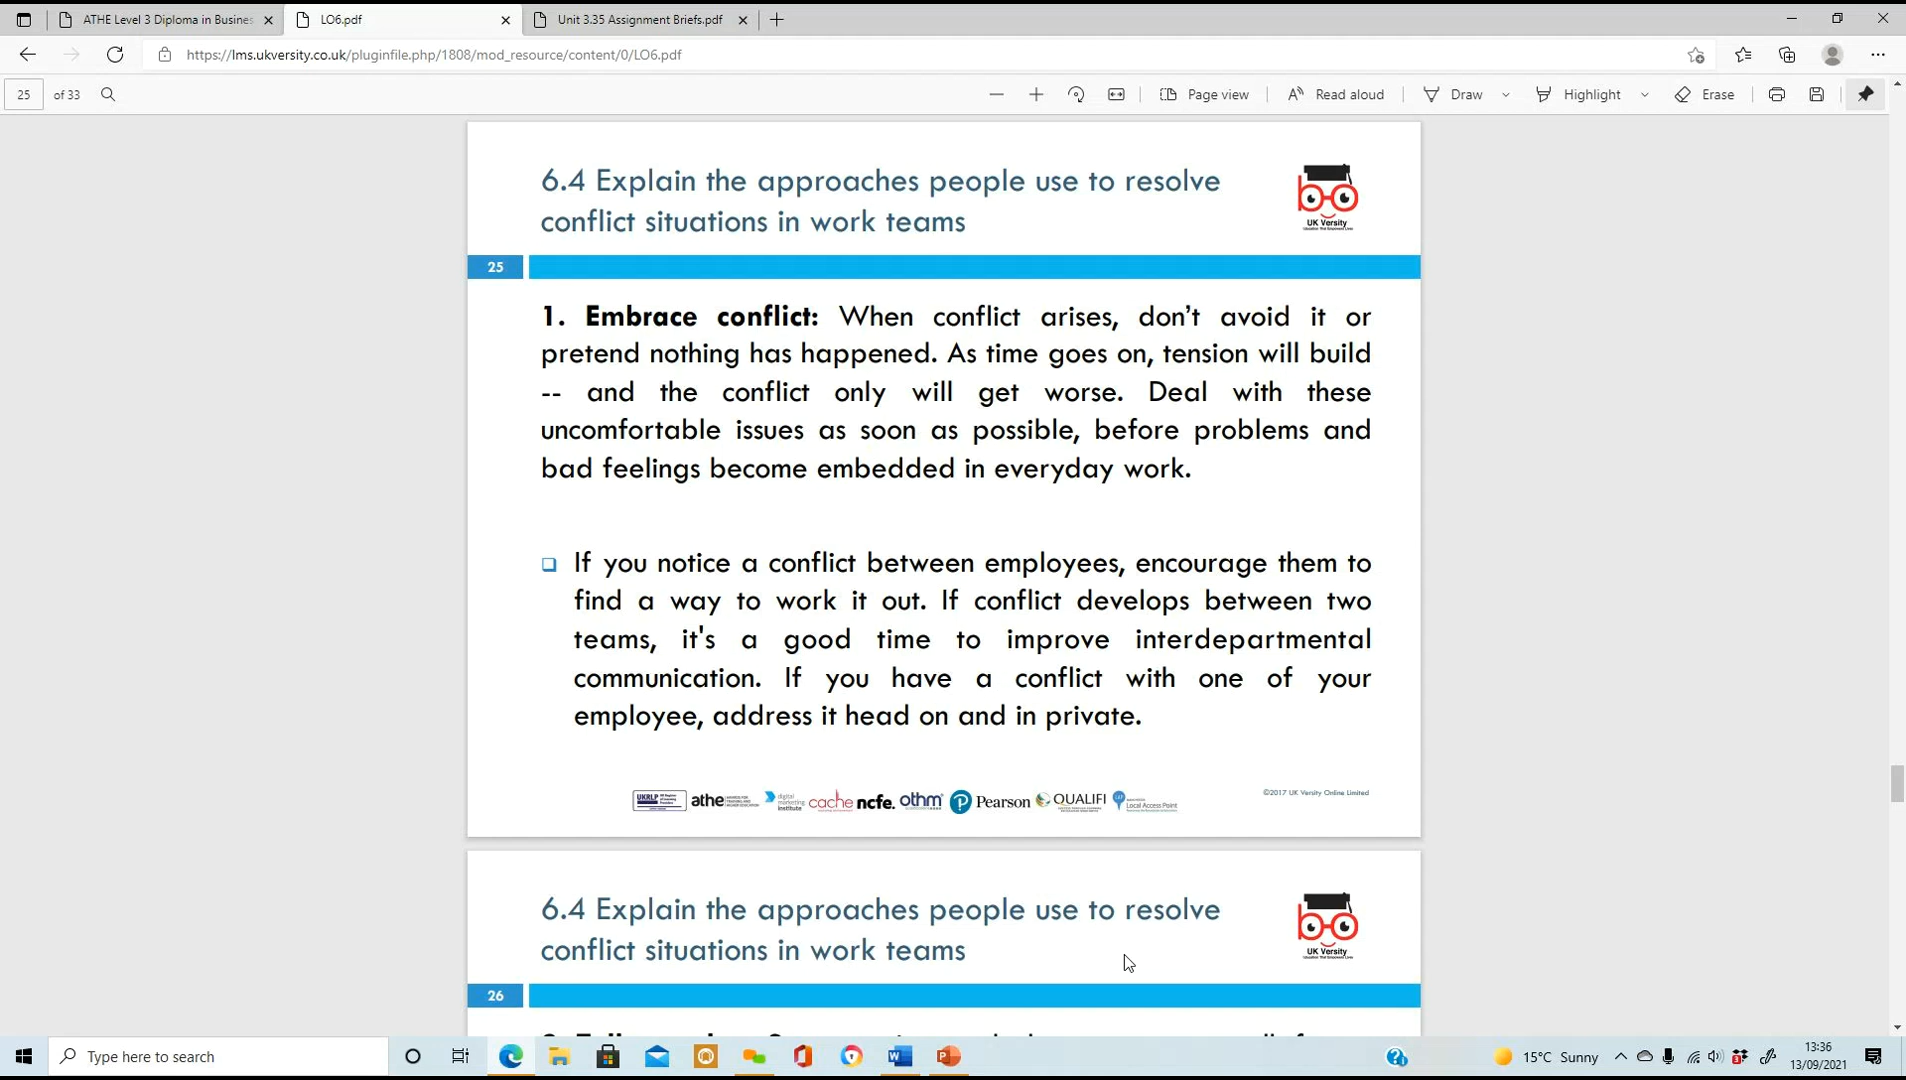 ATHE Level 3 Diploma in Busines
LO6.pdf
Unit 3.35 Assignment Briefs.pdf
https://lms.ukversity.co.uk/pluginfile.php/1808/mod_resource/content/0/LO6.pdf
25 of 33
Page view
Read aloud
Draw
Highlight
Erase
6.4 Explain the approaches people use to resolve
conflict situations in work teams
UK Versity
25
1. Embrace conflict: When conflict arises, don't avoid it or
pretend nothing has happened. As time goes on, tension will build
-- and the conflict only will get worse. Deal with these
uncomfortable issues as soon as possible, before problems and
bad feelings become embedded in everyday work.
If you notice a conflict between employees, encourage them to
find a way to work it out. If conflict develops between two
teams, it's a good time to improve interdepartmental
communication. If you have a conflict with one of your
employee, address it head on and in private.
UKRLP
athe
digital
marketing
institute
cache
ncfe.
othm
Pearson
QUALIFI
Local Access Point
©2017 UK Versity Online Limited
6.4 Explain the approaches people use to resolve
conflict situations in work teams
UK Versity
26
Type here to search
15°C Sunny
13:36
13/09/2021